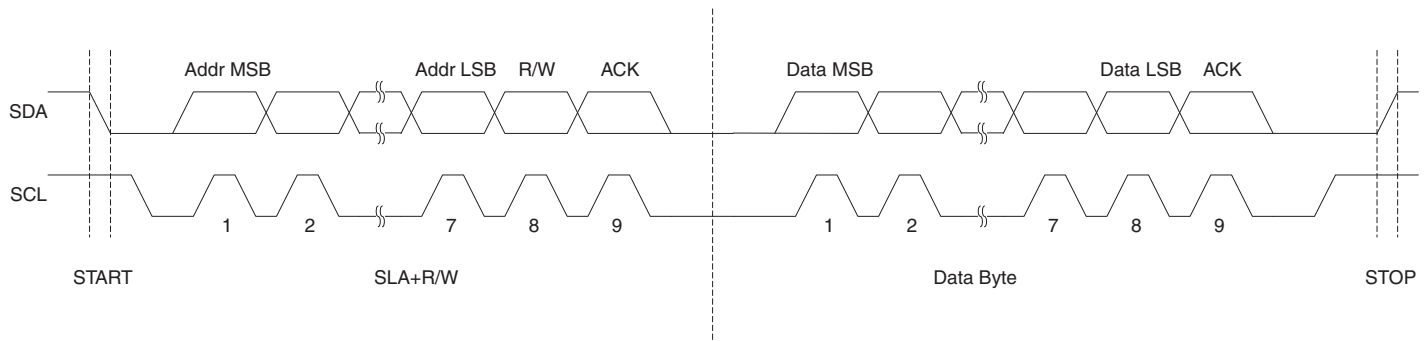 Addr MSB Addr LSB R/W ACK Data MSB Data LSB ACK
SDA
SCL
1 2 7 8 9 1 2 7 8 9
START SLA+R/W Data Byte STOP